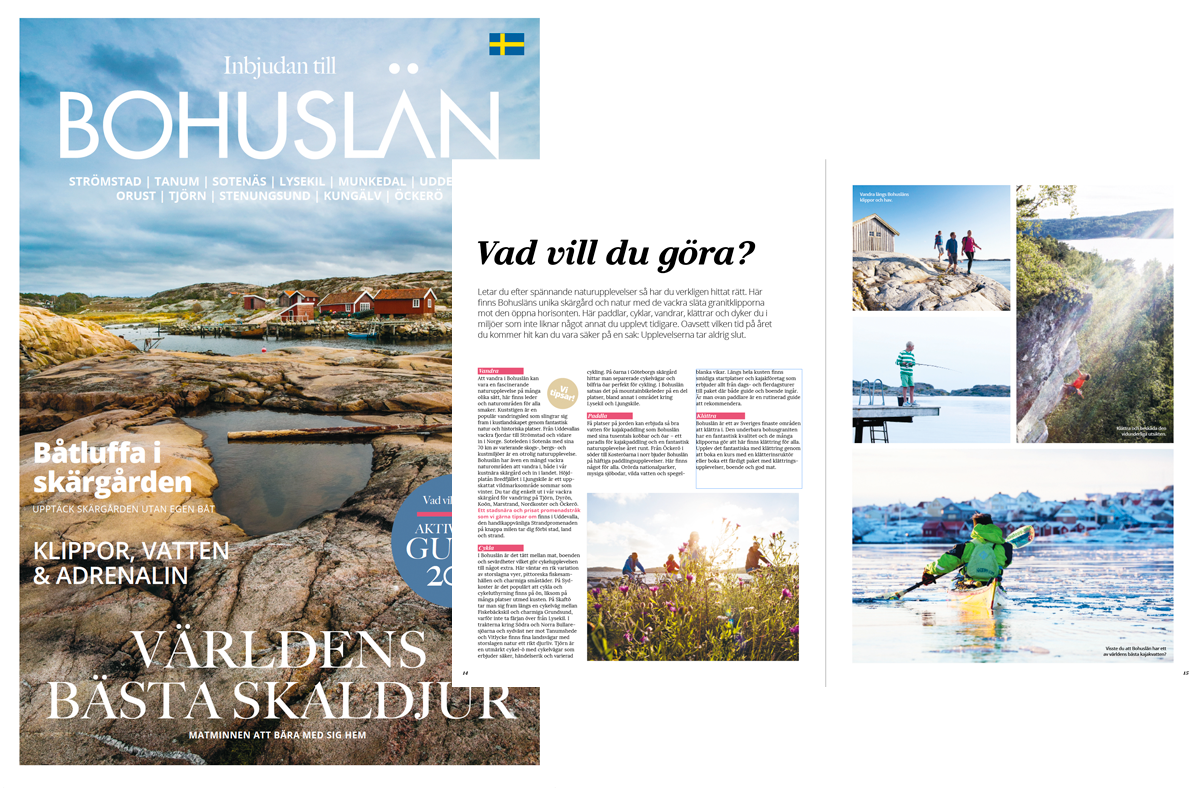 Inbjudan till
BOHUSLÄN
STRÖMSTAD | TANUM | SOTENÄS | LYSEKIL | MUNKEDAL | UDDE
ORUST | TJÖRN | STENUNGSUND | KUNGÄLV | ÖCKERÖ
Båtluffa i
skärgården
UPPTÄCK SKÄRGÅRDEN UTAN EGEN BÅT
KLIPPOR, VATTEN
& ADRENALIN
Vad vil
AKTIV
GU
20
VÄRLDENS
BÄSTA SKALDJUR
MATMINNEN ATT BÄRA MED SIG HEM
Vad vill du göra?
Letar du efter spännande naturupplevelser så har du verkligen hittat rätt. Här
finns Bohusläns unika skärgård och natur med de vackra släta granitklipporna
mot den öppna horisonten. Här paddlar, cyklar, vandrar, klättrar och dyker du i
miljöer som inte liknar något annat du upplevt tidigare. Oavsett vilken tid på året
du kommer hit kan du vara säker på en sak: Upplevelserna tar aldrig slut.
Vandra
Att vandra i Bohuslän kan
vara en fascinerande
naturupplevelse på många
olika sätt, här finns leder
och naturområden för alla
smaker. Kuststigen är en
populär vandringsled som slingrar sig
fram i kustlandskapet genom fantastisk
natur och historiska platser. Från Uddevallas
vackra fjordar till Strömstad och vidare
in i Norge. Soteleden i Sotenäs med sina
70 km av varierande skogs-, bergs- och
kustmiljöer är en otrolig naturupplevelse.
Bohuslän har även en mängd vackra
naturområden att vandra i, både i vår
kustnära skärgård och in i landet. Höjd-
platån Bredfjället i Ljungskile är ett upp-
skattat vildmarksområde sommar som
vinter. Du tar dig enkelt ut i vår vackra
skärgård för vandring på Tjörn, Dyrön,
Koön, Marstrand, Nordkoster och Öckerö.
Ett stadsnära och prisat promenadstråk
som vi gärna tipsar om finns i Uddevalla,
den handikappvänliga Strandpromenaden
på knappa milen tar dig förbi stad, land
och strand.
Vi
tipsar!
Cykla
I Bohuslän är det tätt mellan mat, boenden
och sevärdheter vilket gör cykelupplevelsen
till något extra. Här väntar en rik variation
av storslagna vyer, pittoreska fiskesam-
hällen och charmiga småstäder. På Syd-
koster är det populärt att cykla och
cykeluthyrning finns på ön, liksom på
många platser utmed kusten. På Skaftö
tar man sig fram längs en cykelväg mellan
Fiskebäckskil och charmiga Grundsund,
varför inte ta färjan över från Lysekil. I
trakterna kring Södra och Norra Bullare-
sjöarna och sydväst ner mot Tanumshede
och Vitlycke finns fina landsvägar med
storslagen natur ett rikt djurliv. Tjörn är
en utmärkt cykel-ö med cykelvägar som
erbjuder säker, händelserik och varierad
cykling. På öarna i Göteborgs skärgård
hittar man separerade cykelvägar och
bilfria öar perfekt för cykling. I Bohuslän
satsas det på mountainbikeleder på en del
platser, bland annat i området kring
Lysekil och Ljungskile.
Paddla
Få platser på jorden kan erbjuda så bra
vatten för kajakpaddling som Bohuslän
med sina tusentals kobbar och öar – ett
paradis för kajakpaddling och en fantastisk
naturupplevelse året runt. Från Öckerö i
söder till Kosteröarna i norr bjuder Bohuslän
på häftiga paddlingsupplevelser. Här finns
något för alla. Orörda nationalparker,
mysiga sjöbodar, vilda vatten och spegel-
blanka vikar. Längs hela kusten finns
smidiga startplatser och kajakföretag som
erbjuder allt från dags- och flerdagsturer
till paket där både guide och boende ingår.
Är man ovan paddlare är en rutinerad guide
att rekommendera.
Klättra
Bohuslän är ett av Sveriges finaste områden
att klättra i. Den underbara bohusgraniten
har en fantastisk kvalitet och de många
klipporna gör att här finns klättring för alla.
Upplev det fantastiska med klättring genom
att boka en kurs med en klätterinstruktör
eller boka ett färdigt paket med klättrings-
upplevelser, boende och god mat.
14
Vandra längs Bohusläns
klippor och hav.
Klättra och beskåda den
vidunderliga utsikten.
Visste du att Bohuslän har ett
av världens bästa kajakvatten?
15